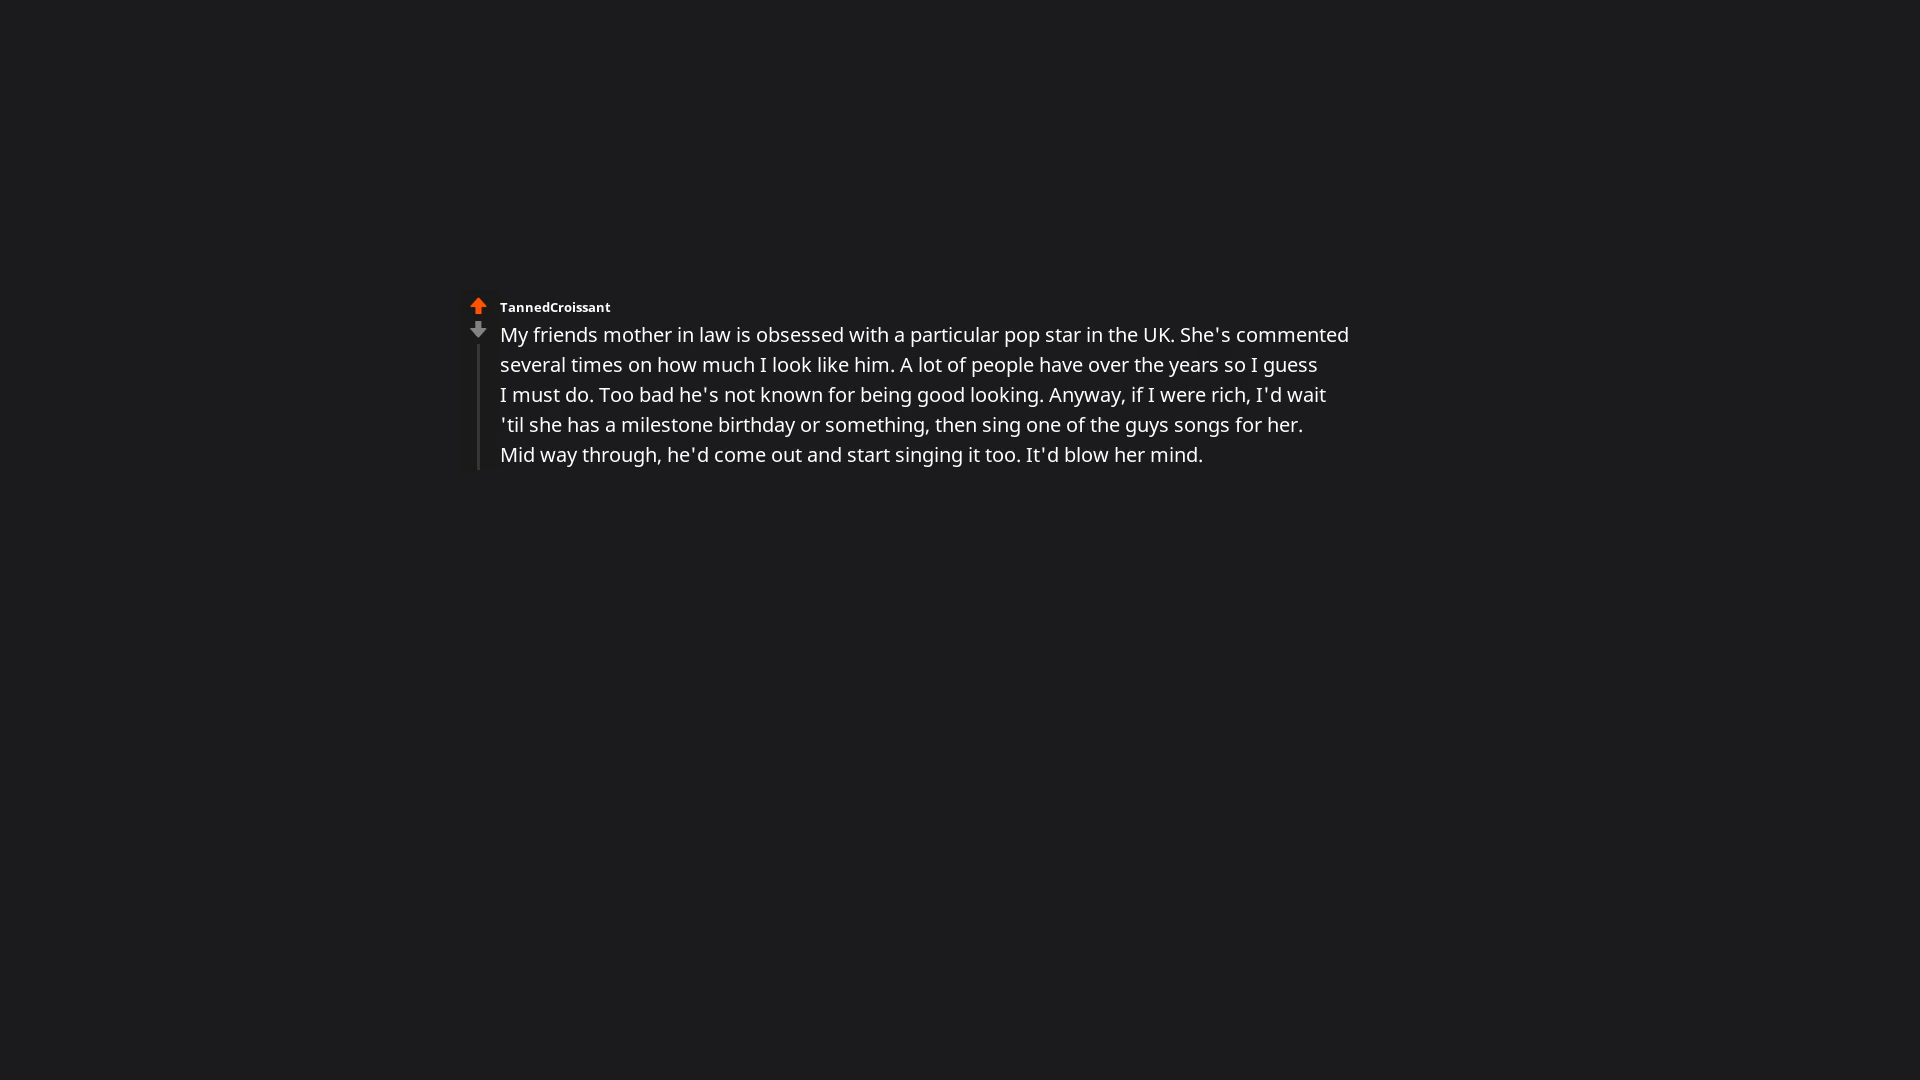 TannedCroissant
My friends mother in law is obsessed with a particular pop star in the UK. She's commented
several times on how much I look like him. A lot of people have over the years so I guess
I must do. Too bad he's not known for being good looking. Anyway, if I were rich, I'd wait
'til she has a milestone birthday or something, then sing one of the guys songs for her.
Mid way through, he'd come out and start singing it too. It'd blow her mind.